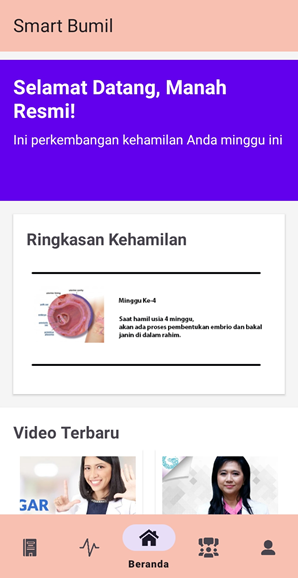 Smart Bumil
Selamat Datang, Manah
Resmi!
Ini perkembangan kehamilan Anda minggu ini
Ringkasan Kehamilan
Minggu Ke-4
Saat hamil usia 4 minggu,
akan ada proses pembentukan embrio dan bakal
janin di dalam rahim.
Video Terbaru
GAR
Beranda